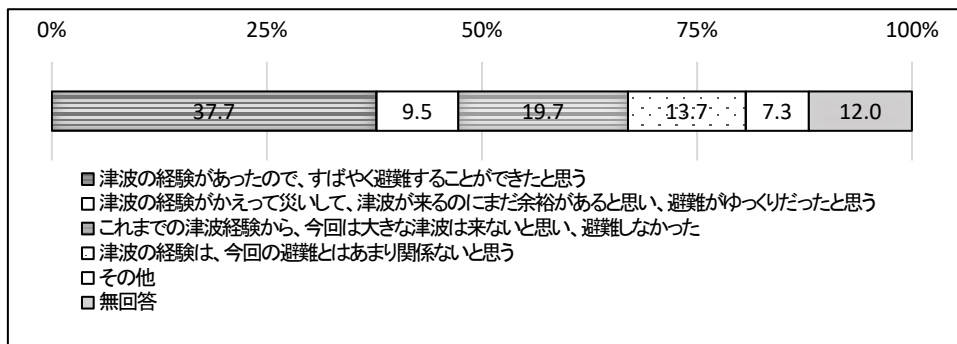 0% 25% 50% 75% 100%
37.7 9.5 19.7 13.7 7.3 12.0
津波の経験があったので、すばやく避難することができたと思う
津波の経験がかえって災いして、津波が来るのにまだ余裕があると思い、避難がゆっくりだったと思う
これまでの津波経験から、今回は大きな津波は来ないと思い、避難しなかった
津波の経験は、今回の避難とはあまり関係ないと思う
その他
無回答